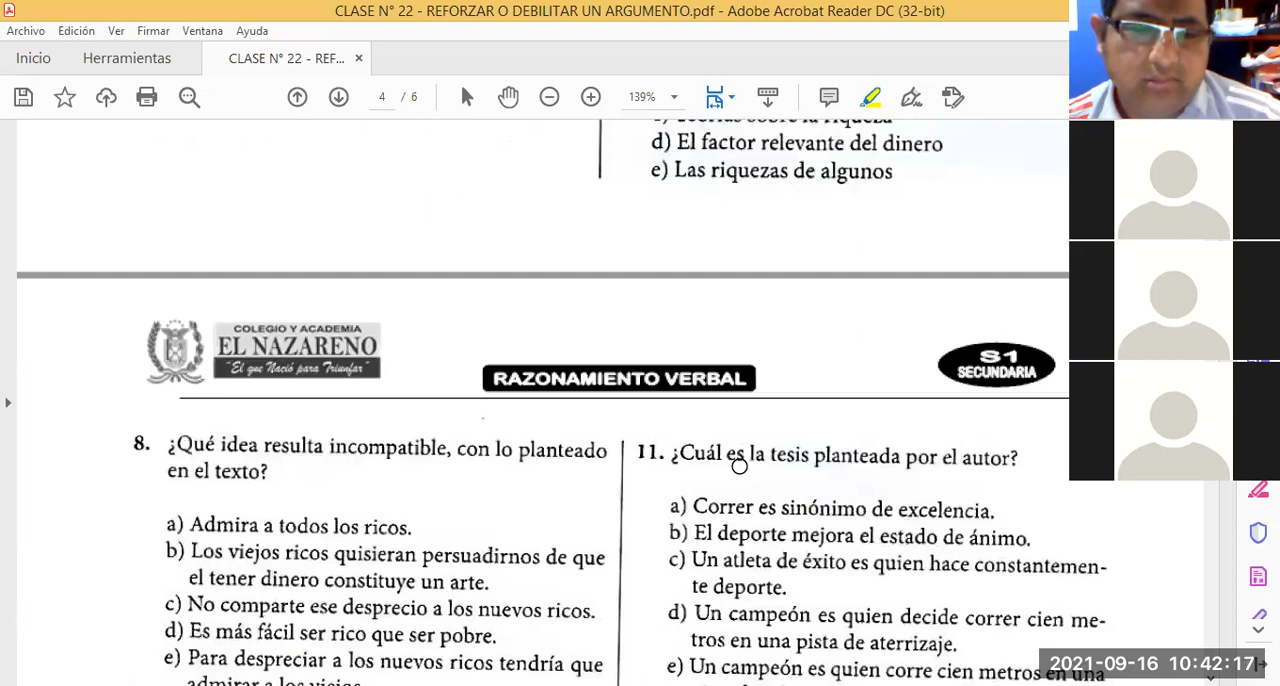 CLASE N° 22 - REFORZAR O DEBILITAR UN ARGUMENTO.pdf - Adobe Acrobat Reader DC (32-bit)
Archivo Edición Ver Firmar Ventana Ayuda
Inicio Herramientas CLASE N° 22 - REF... ×
4 / 6 139%
d) El factor relevante del dinero
e) Las riquezas de algunos
COLEGIO Y ACADEMIA
EL NAZARENO
"El que Nació para Triunfar"
RAZONAMIENTO VERBAL
S1
SECUNDARIA
8. ¿Qué idea resulta incompatible, con lo planteado
en el texto?
a) Admira a todos los ricos.
b) Los viejos ricos quisieran persuadirnos de que
el tener dinero constituye un arte.
c) No comparte ese desprecio a los nuevos ricos.
d) Es más fácil ser rico que ser pobre.
e) Para despreciar a los nuevos ricos tendría que
admirar a los viejos.
11. ¿Cuál es la tesis planteada por el autor?
a) Correr es sinónimo de excelencia.
b) El deporte mejora el estado de ánimo.
c) Un atleta de éxito es quien hace constantemen-
te deporte.
d) Un campeón es quien decide correr cien me-
tros en una pista de aterrizaje.
e) Un campeón es quien corre cien metros en una
2021-09-16 10:42:17